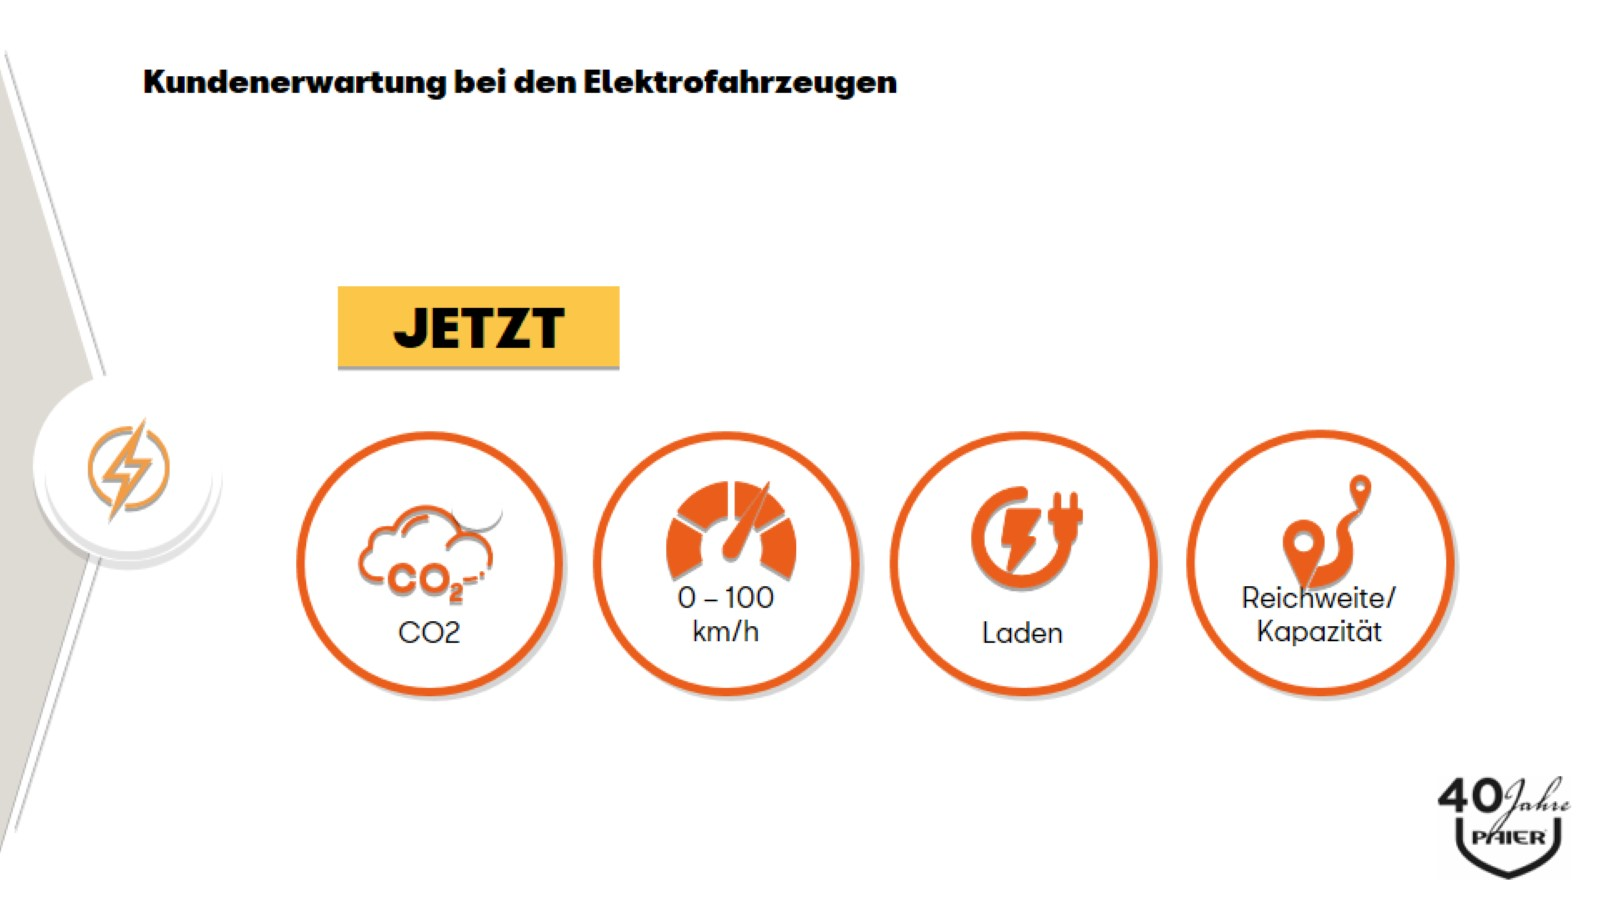 Kundenerwartung bei den Elektrofahrzeugen
JETZT
CO2
CO2
0 – 100
km/h
Laden
Reichweite/
Kapazität
40 Jahre
PAIER